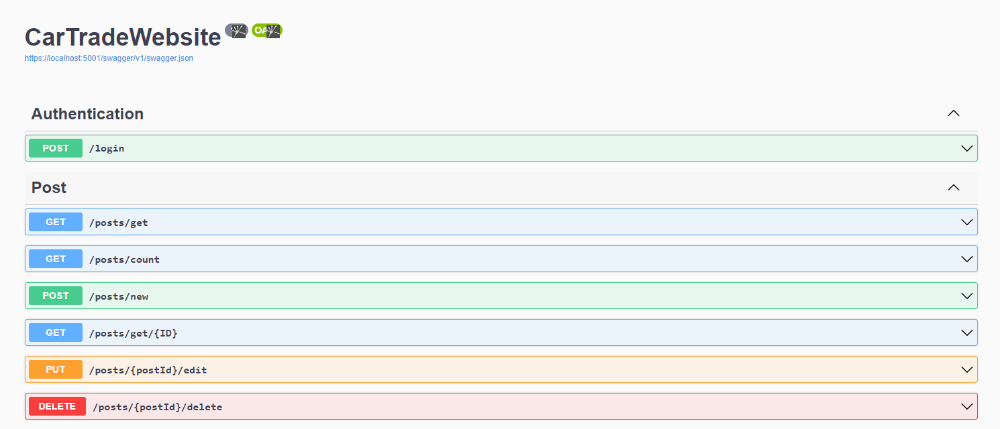 CarTradeWebsite
https://localhost:5001/swagger/v1/swagger.json
Authentication
POST /login
Post
GET /posts/get
GET /posts/count
POST /posts/new
GET /posts/get/{ID}
PUT /posts/{postId}/edit
DELETE /posts/{postId}/delete